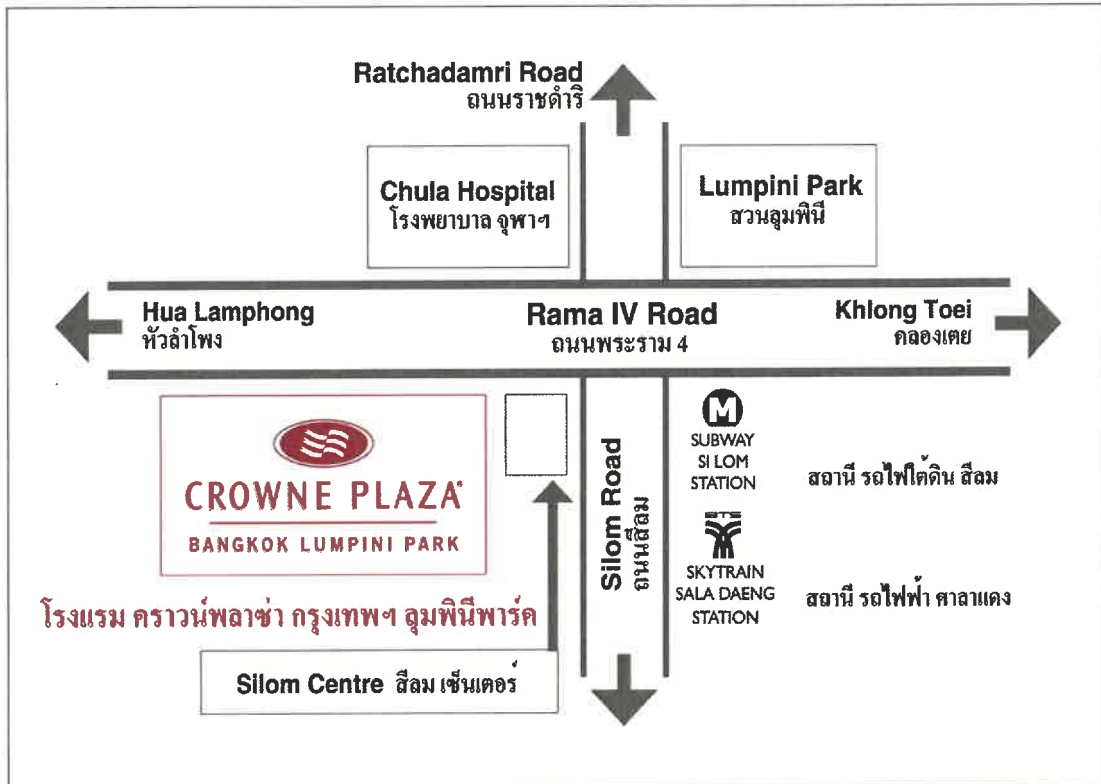 Ratchadamri Road
ถนนราชดำริ
Chula Hospital
โรงพยาบาล จุฬาฯ
Lumpini Park
สวนลุมพินี
Hua Lamphong
หัวลำโพง
Rama IV Road
ถนนพระราม 4
Khlong Toei
คลองเตย
CROWNE PLAZA
BANGKOK LUMPINI PARK
โรงแรม คราวน์พลาซ่า กรุงเทพฯ ลุมพินีพาร์ค
Silom Centre สีลม เซ็นเตอร์
Silom Road
ถนนสีลม
M
SUBWAY
SI LOM
STATION
สถานี รถไฟใต้ดิน สีลม
BTS
SKYTRAIN
SALA DAENG
STATION
สถานี รถไฟฟ้า ศาลาแดง